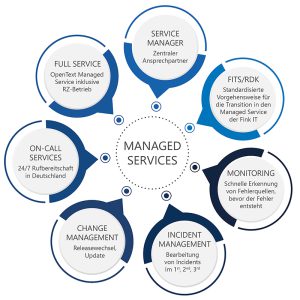 SERVICE
MANAGER
Zentraler
Ansprechpartner
FITS/RDK
Standardisierte
Vorgehensweise für
die Transition in den
Managed Service
der Fink IT
MONITORING
Schnelle Erkennung
von Fehlerquellen,
bevor der Fehler
entsteht
INCIDENT
MANAGEMENT
Bearbeitung
von Incidents
Im 1st, 2nd, 3rd
CHANGE
MANAGEMENT
Releasewechsel,
Update
ON-CALL
SERVICES
24/7 Rufbereitschaft
in Deutschland
FULL SERVICE
OpenText Managed
Service inklusive
RZ-Betrieb
MANAGED
SERVICES